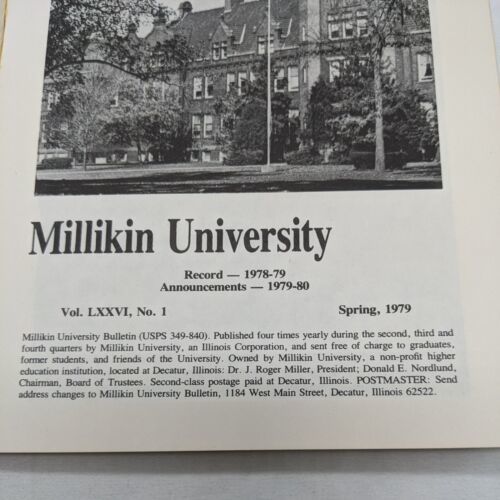 Millikin University
Record — 1978-79
Announcements — 1979-80
Vol. LXXVI, No. 1 Spring, 1979
Millikin University Bulletin (USPS 349-840). Published four times yearly during the second, third and
fourth quarters by Millikin University, an Illinois Corporation, and sent free of charge to graduates,
former students, and friends of the University. Owned by Millikin University, a non-profit higher
education institution, located at Decatur, Illinois: Dr. J. Roger Miller, President; Donald E. Nordlund,
Chairman, Board of Trustees. Second-class postage paid at Decatur, Illinois. POSTMASTER: Send
address changes to Millikin University Bulletin, 1184 West Main Street, Decatur, Illinois 62522.